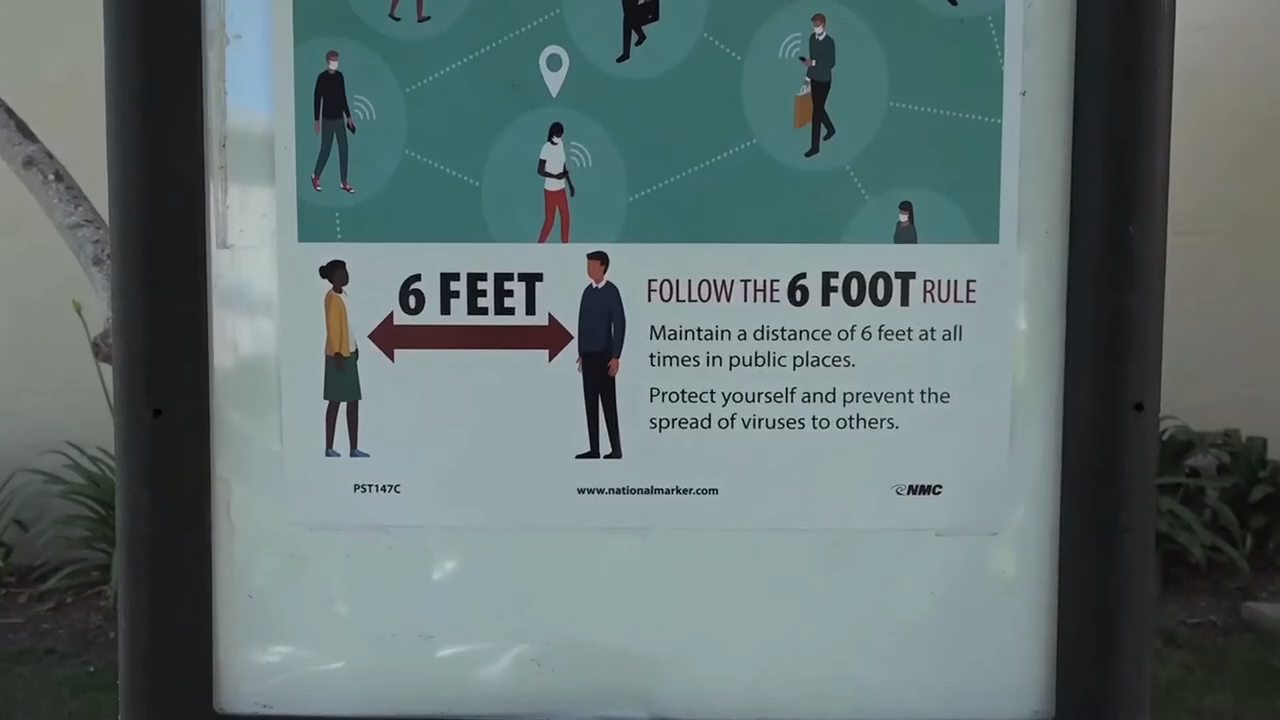 6 FEET
FOLLOW THE 6 FOOT RULE
Maintain a distance of 6 feet at all
times in public places.
Protect yourself and prevent the
spread of viruses to others.
PST147C
www.nationalmarker.com
NMC